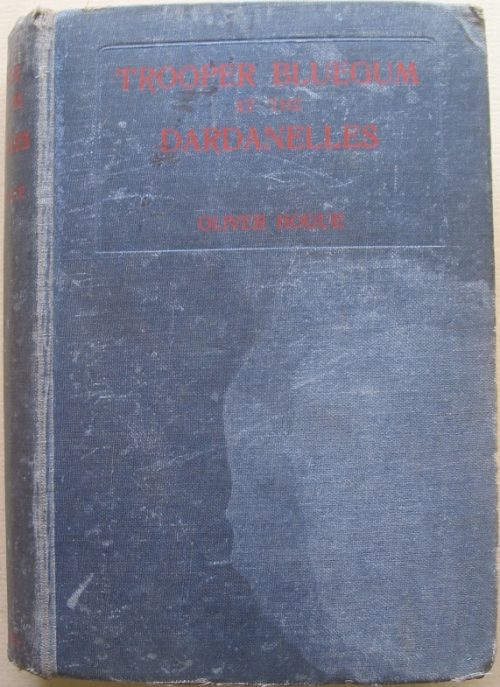 TROOPER BLUEGUM
AT THE
DARDANELLES
OLIVER HOGUE